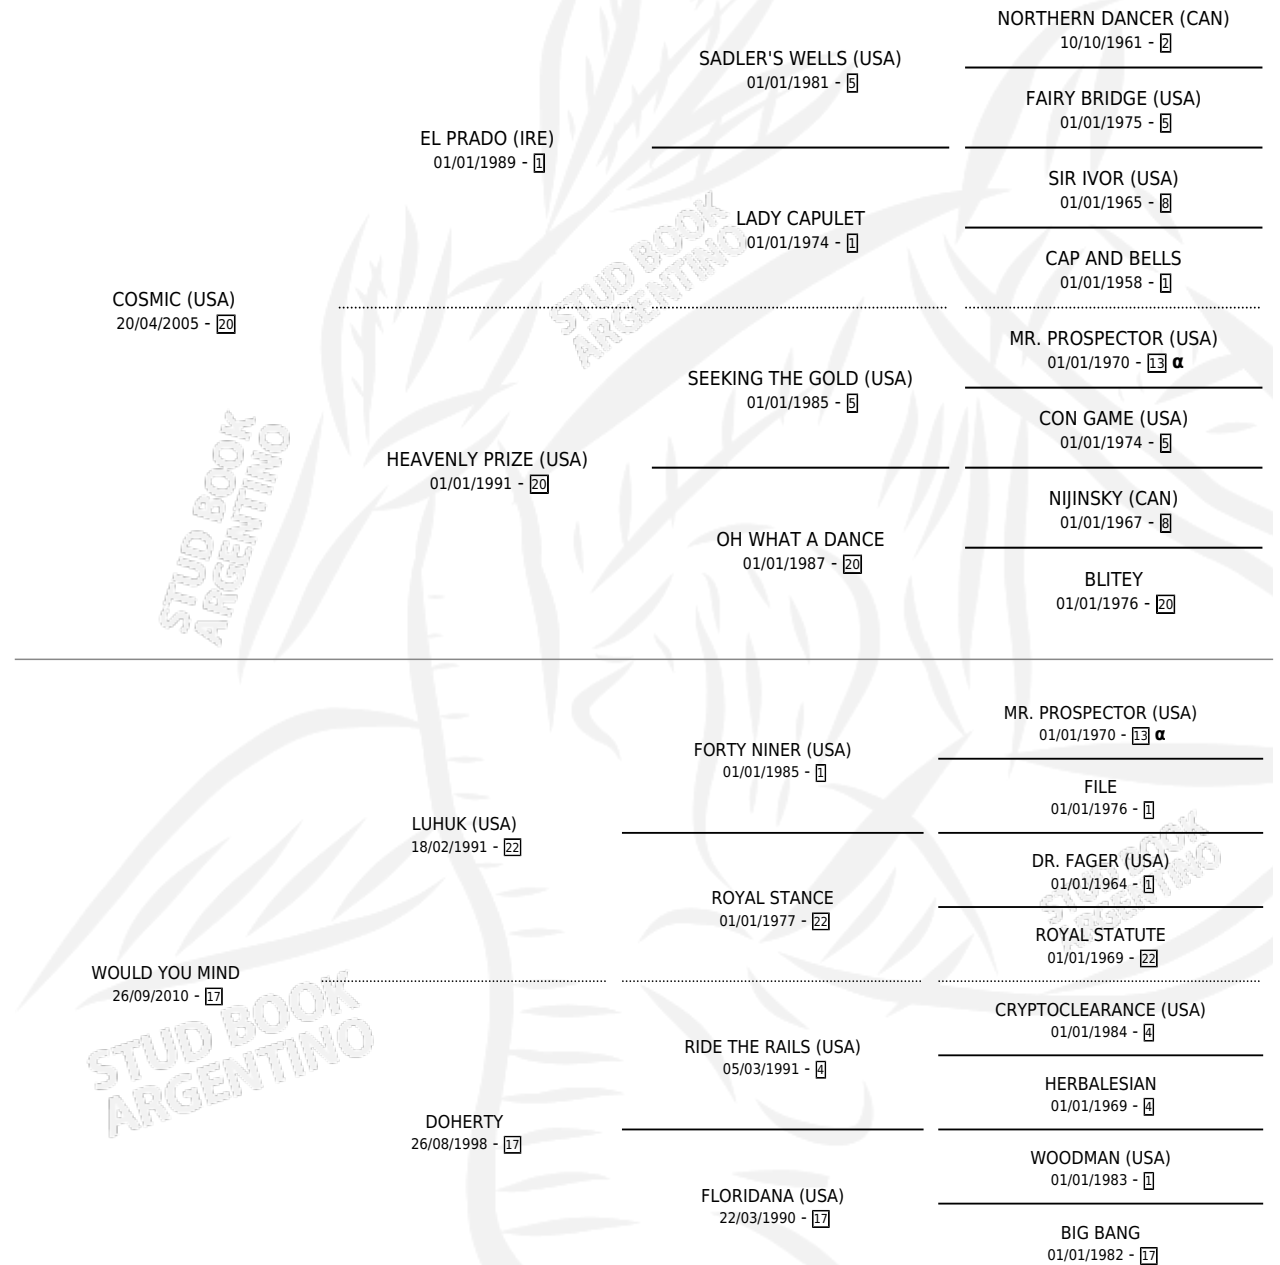 NORTHERN DANCER (CAN)
10/10/1961 - 2
SADLER'S WELLS (USA)
01/01/1981 - 5
FAIRY BRIDGE (USA)
01/01/1975 - 5
EL PRADO (IRE)
01/01/1989 - 1
SIR IVOR (USA)
01/01/1965 - 8
LADY CAPULET
01/01/1974 - 1
CAP AND BELLS
01/01/1958 - 1
COSMIC (USA)
20/04/2005 - 20
MR. PROSPECTOR (USA)
01/01/1970 - 13 α
SEEKING THE GOLD (USA)
01/01/1985 - 5
CON GAME (USA)
01/01/1974 - 5
HEAVENLY PRIZE (USA)
01/01/1991 - 20
NIJINSKY (CAN)
01/01/1967 - 8
OH WHAT A DANCE
01/01/1987 - 20
BLITEY
01/01/1976 - 20
MR. PROSPECTOR (USA)
01/01/1970 - 13 α
FORTY NINER (USA)
01/01/1985 - 1
FILE
01/01/1976 - 1
LUHUK (USA)
18/02/1991 - 22
DR. FAGER (USA)
01/01/1964 - 1
ROYAL STANCE
01/01/1977 - 22
ROYAL STATUTE
01/01/1969 - 22
WOULD YOU MIND
26/09/2010 - 17
CRYPTOCLEARANCE (USA)
01/01/1984 - 4
RIDE THE RAILS (USA)
05/03/1991 - 4
HERBALESIAN
01/01/1969 - 4
DOHERTY
26/08/1998 - 17
WOODMAN (USA)
01/01/1983 - 1
FLORIDANA (USA)
22/03/1990 - 17
BIG BANG
01/01/1982 - 17
STUD BOOK
ARGENTINO
STUD BOOK
ARGENTINO
STUD BOOK
ARGENTINO
STUD BOOK
ARGENTINO